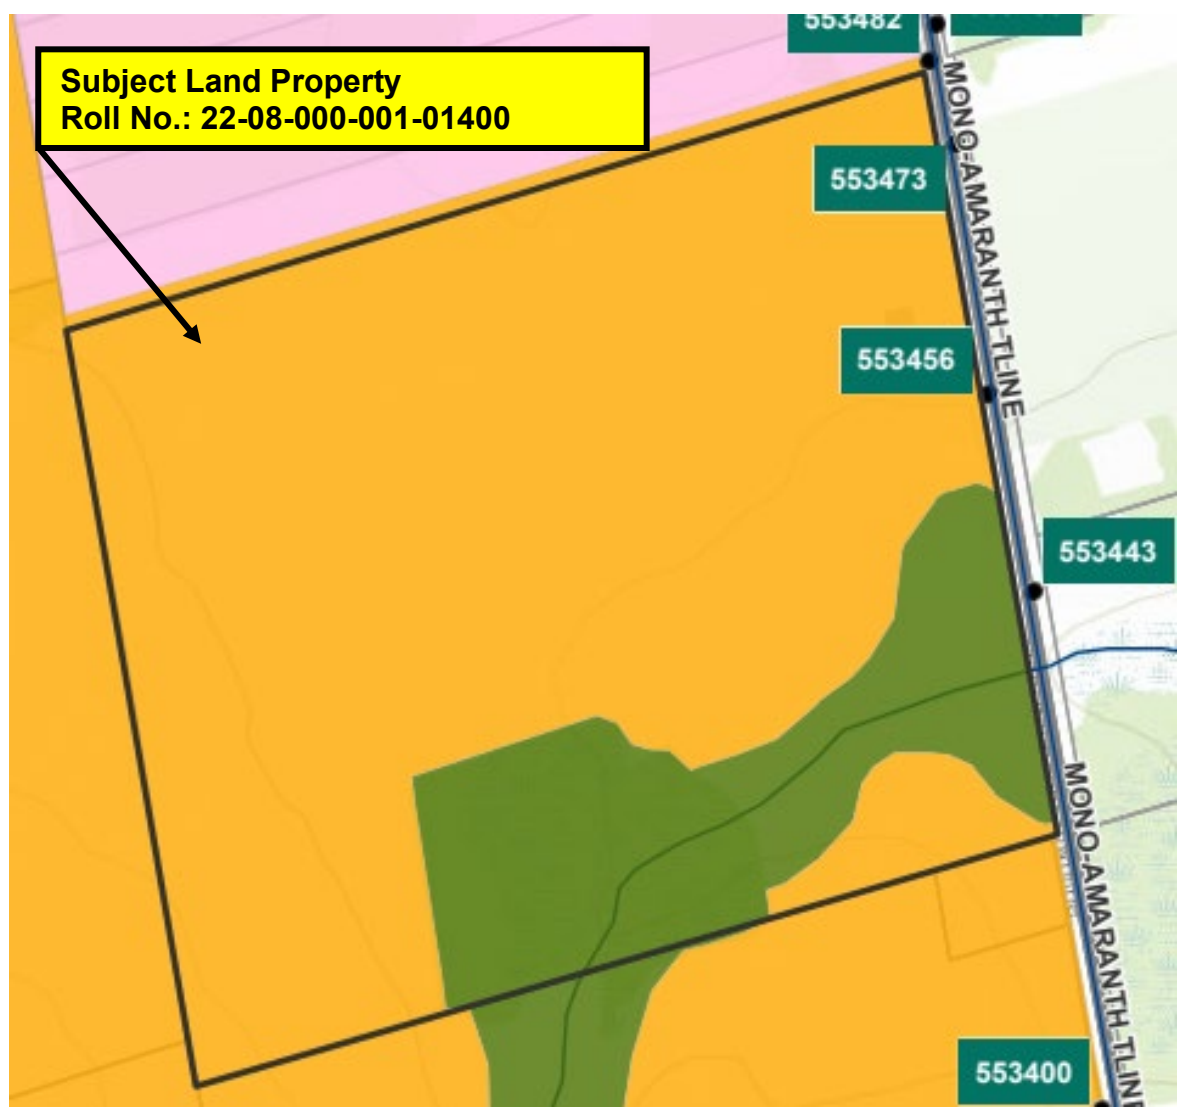 553482
Subject Land Property
Roll No.: 22-08-000-001-01400
MONO-AMARANTH TLINE
553473
553456
553443
MONO-AMARANTH TLINE
553400